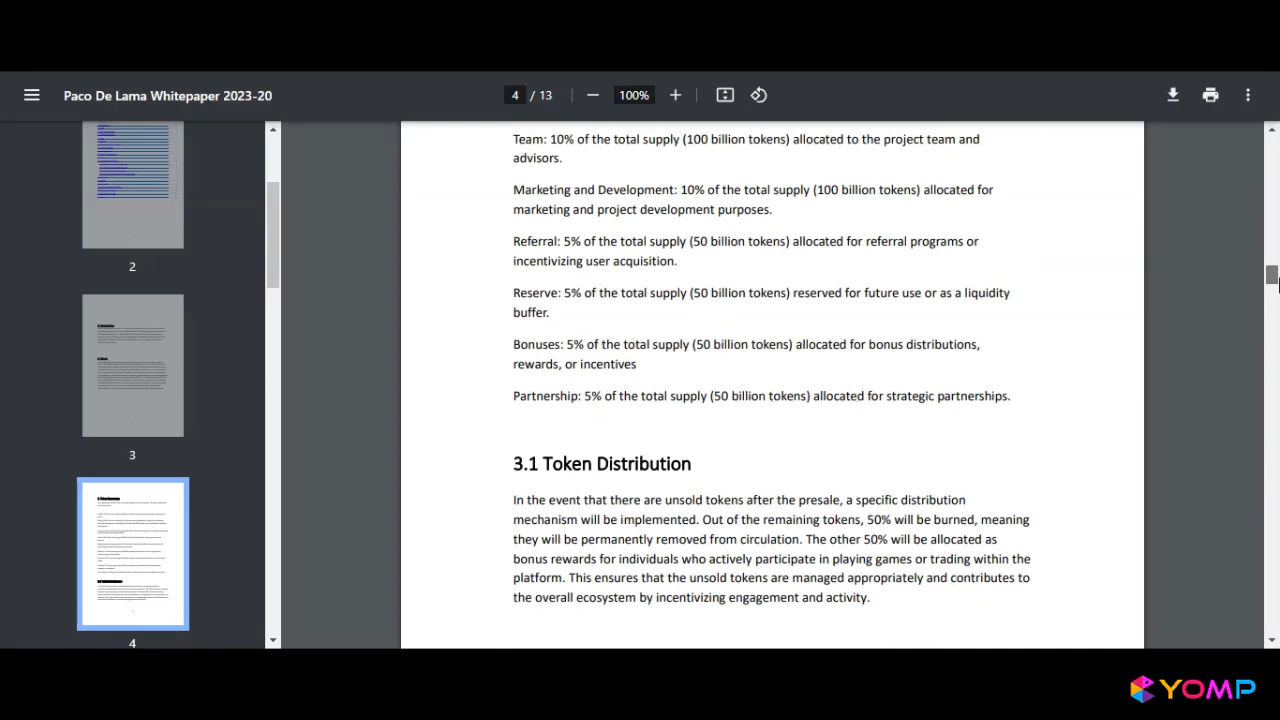 Paco De Lama Whitepaper 2023-20
4 / 13
100%
2
3
4
Team: 10% of the total supply (100 billion tokens) allocated to the project team and
advisors.
Marketing and Development: 10% of the total supply (100 billion tokens) allocated for
marketing and project development purposes.
Referral: 5% of the total supply (50 billion tokens) allocated for referral programs or
incentivizing user acquisition.
Reserve: 5% of the total supply (50 billion tokens) reserved for future use or as a liquidity
buffer.
Bonuses: 5% of the total supply (50 billion tokens) allocated for bonus distributions,
rewards, or incentives
Partnership: 5% of the total supply (50 billion tokens) allocated for strategic partnerships.
3.1 Token Distribution
In the event that there are unsold tokens after the presale, a specific distribution
mechanism will be implemented. Out of the remaining tokens, 50% will be burned, meaning
they will be permanently removed from circulation. The other 50% will be allocated as
bonus rewards for individuals who actively participate in playing games or trading within the
platform. This ensures that the unsold tokens are managed appropriately and contributes to
the overall ecosystem by incentivizing engagement and activity.
YOMP